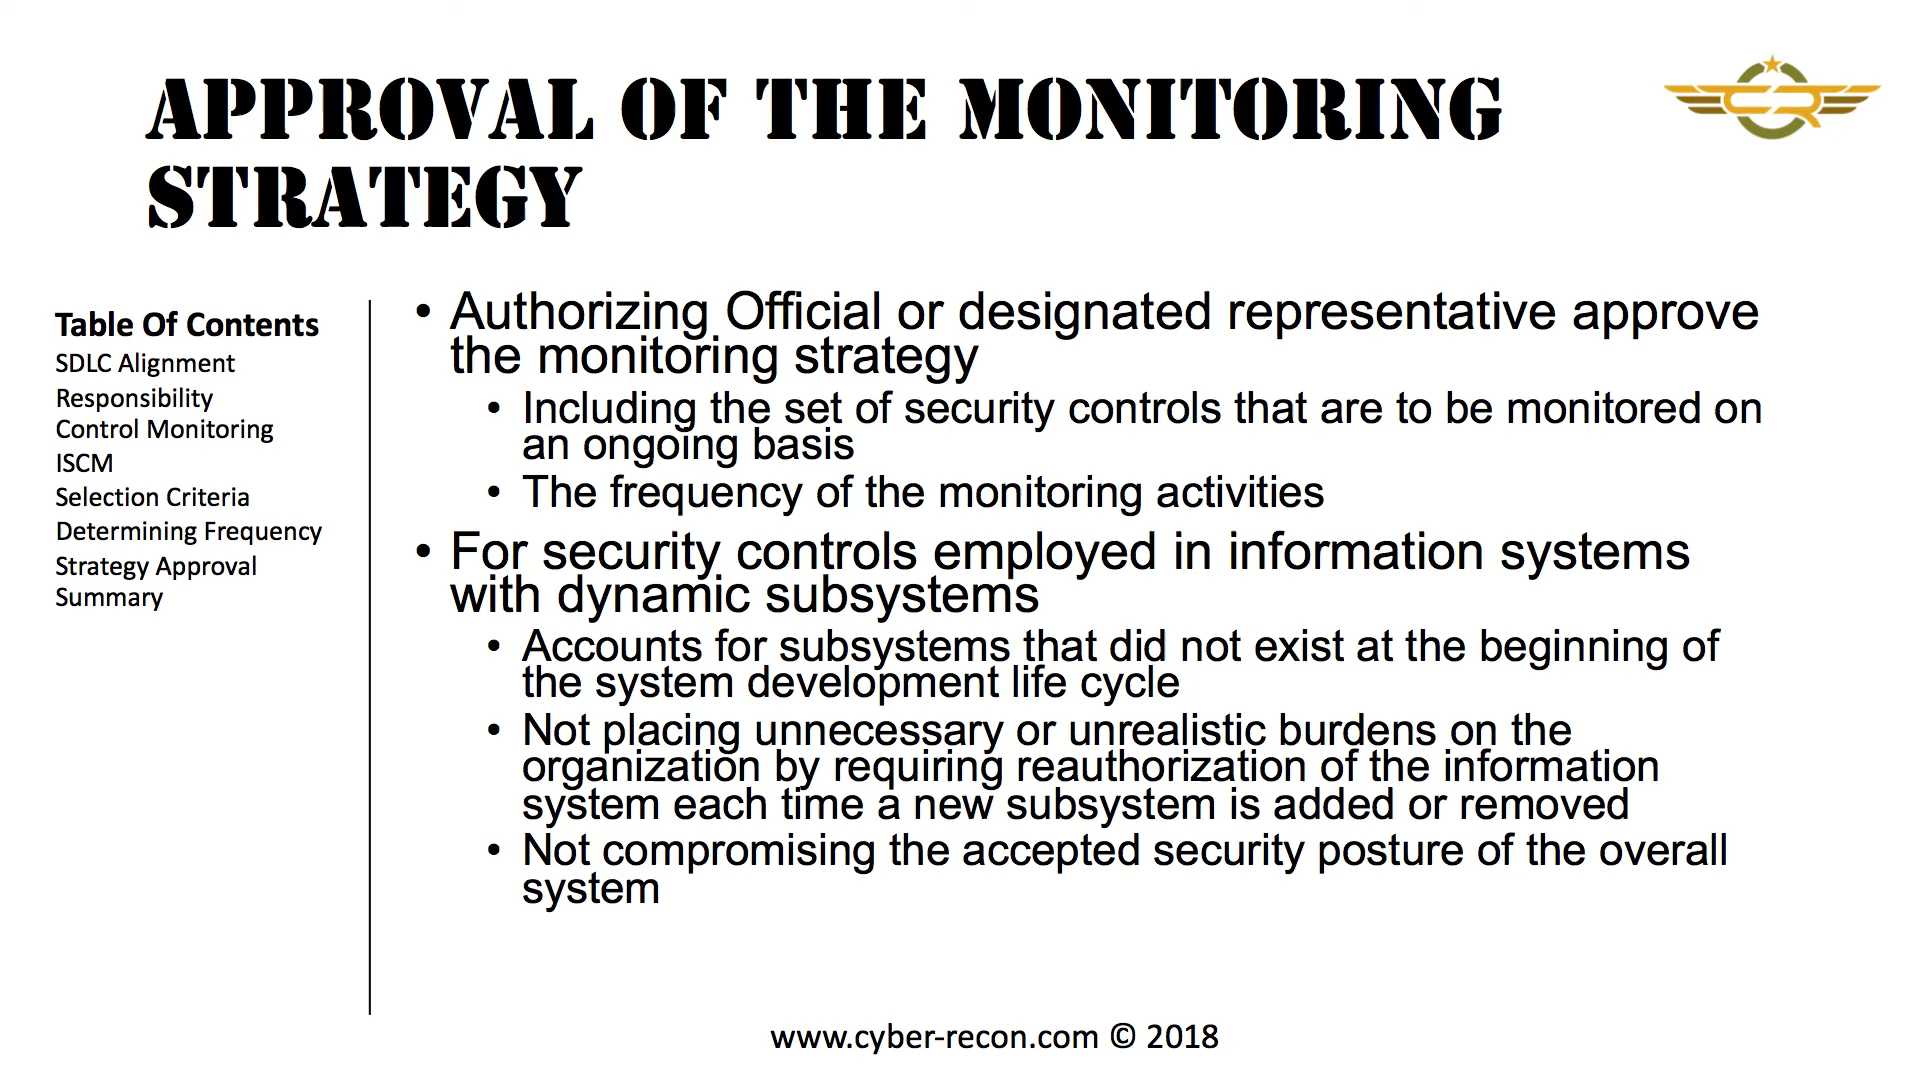 APPROVAL OF THE MONITORING
STRATEGY
CR
Table Of Contents
SDLC Alignment
Responsibility
Control Monitoring
ISCM
Selection Criteria
Determining Frequency
Strategy Approval
Summary
• Authorizing Official or designated representative approve
the monitoring strategy
• Including the set of security controls that are to be monitored on
an ongoing basis
• The frequency of the monitoring activities
• For security controls employed in information systems
with dynamic subsystems
• Accounts for subsystems that did not exist at the beginning of
the system development life cycle
• Not placing unnecessary or unrealistic burdens on the
organization by requiring reauthorization of the information
system each time a new subsystem is added or removed
• Not compromising the accepted security posture of the overall
system
www.cyber-recon.com © 2018